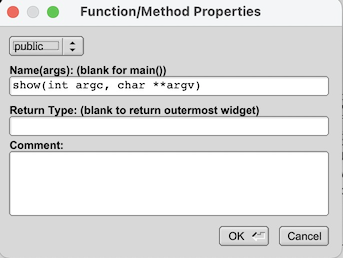 Function/Method Properties
public
Name(args): (blank for main())
show(int argc, char **argv)
Return Type: (blank to return outermost widget)
Comment:
OK Cancel